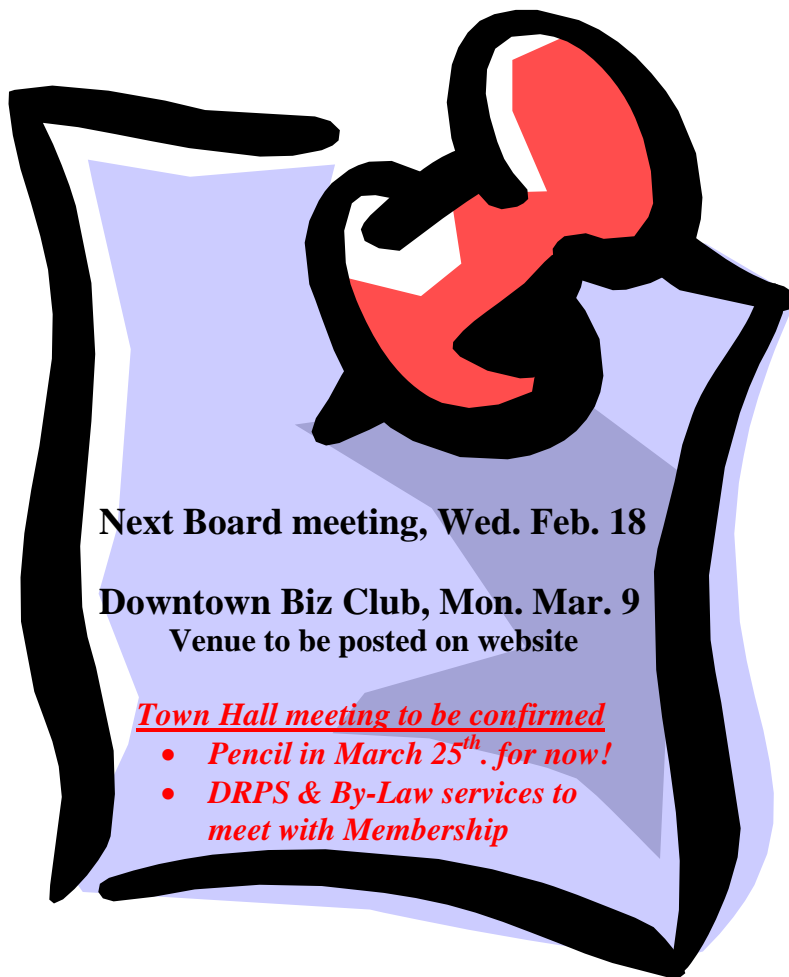 Next Board meeting, Wed. Feb. 18
Downtown Biz Club, Mon. Mar. 9
Venue to be posted on website
Town Hall meeting to be confirmed
• Pencil in March 25th. for now!
• DRPS & By-Law services to
meet with Membership